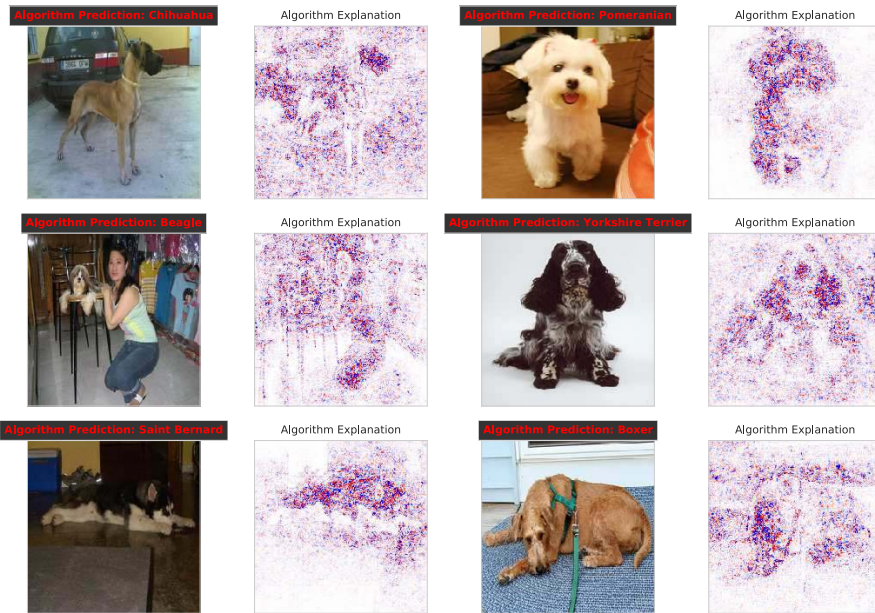 Algorithm Prediction: Chihuahua
Algorithm Explanation
Algorithm Prediction: Pomeranian
Algorithm Explanation
Algorithm Prediction: Beagle
Algorithm Explanation
Algorithm Prediction: Yorkshire Terrier
Algorithm Explanation
Algorithm Prediction: Saint Bernard
Algorithm Explanation
Algorithm Prediction: Boxer
Algorithm Explanation